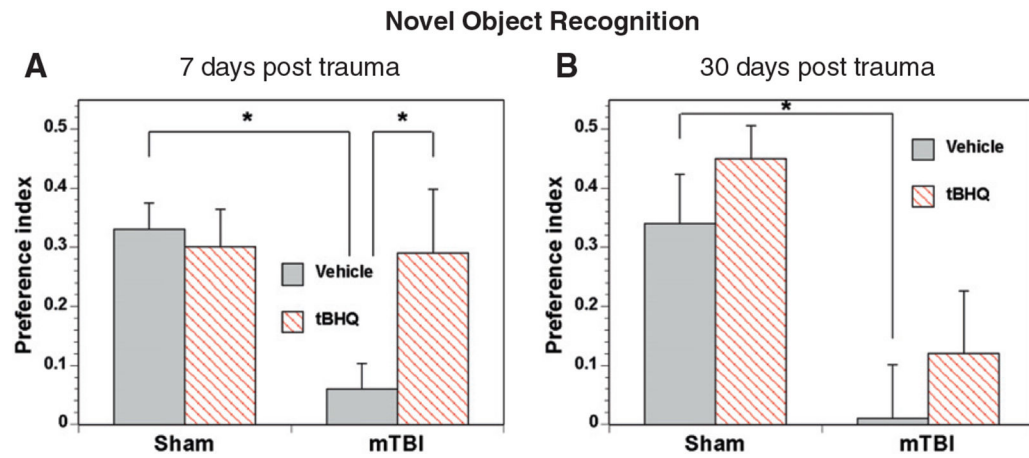 Novel Object Recognition
A
7 days post trauma
Preference index
0.5
0.4
0.3
0.2
0.1
0
*
*
Vehicle
tBHQ
Sham
mTBI
B
30 days post trauma
Preference index
0.5
0.4
0.3
0.2
0.1
0
*
Vehicle
tBHQ
Sham
mTBI